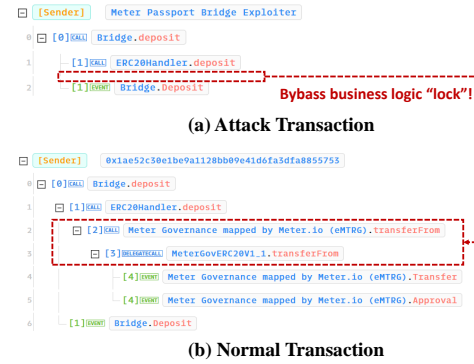 [Sender] Meter Passport Bridge Exploiter
0 [0] CALL Bridge.deposit
1 [1] CALL ERC20Handler.deposit
2 [1] EVENT Bridge.Deposit
Bypass business logic “lock”!
(a) Attack Transaction
[Sender] 0x1ae52c30e1be9a1128bb09e41d6fa3dfa8855753
0 [0] CALL Bridge.deposit
1 [1] CALL ERC20Handler.deposit
2 [2] CALL Meter Governance mapped by Meter.io (eMTRG).transferFrom
3 [3] DELEGATECALL MeterGovERC20V1_1.transferFrom
4 [4] EVENT Meter Governance mapped by Meter.io (eMTRG).Transfer
5 [4] EVENT Meter Governance mapped by Meter.io (eMTRG).Approval
6 [1] EVENT Bridge.Deposit
(b) Normal Transaction